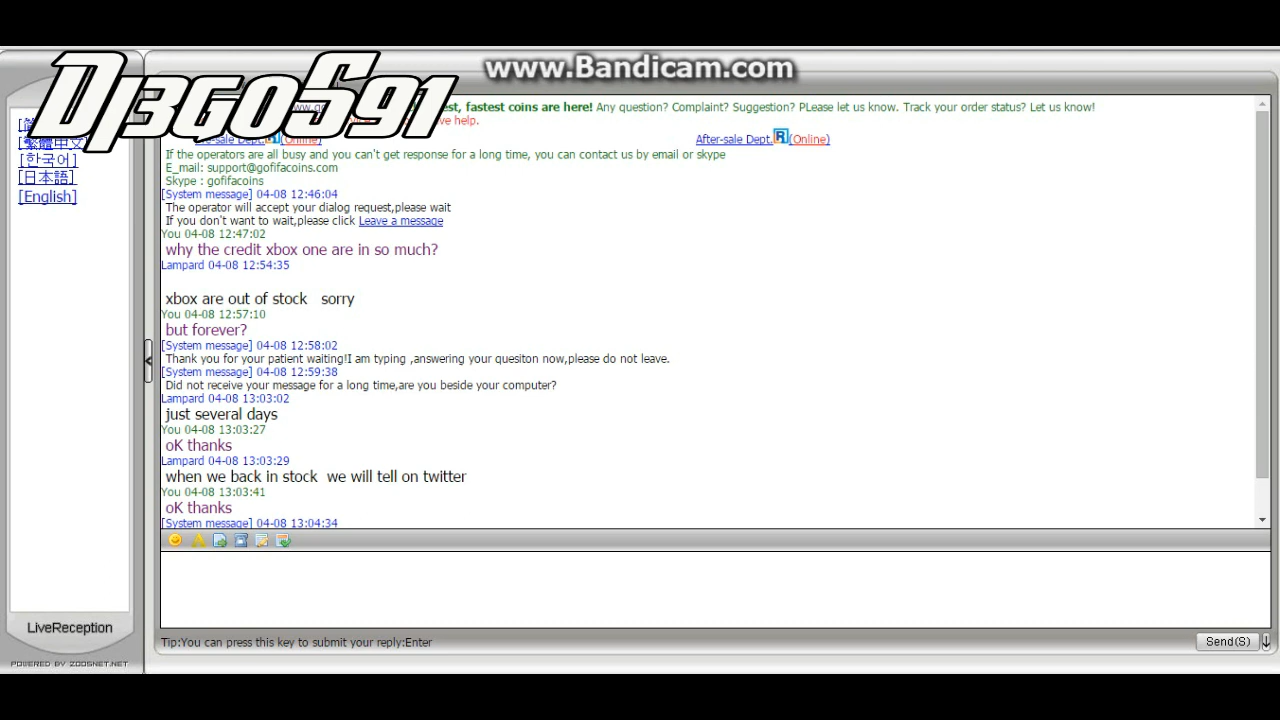 www.Bandicam.com
Dj3GOS91
est, fastest coins are here! Any question? Complaint? Suggestion? PLease let us know. Track your order status? Let us know!
ve help.
re-sale Dept. R (Online)
After-sale Dept. R (Online)
If the operators are all busy and you can't get response for a long time, you can contact us by email or skype
E_mail: support@gofifacoins.com
Skype : gofifacoins
[System message] 04-08 12:46:04
The operator will accept your dialog request,please wait
If you don't want to wait,please click Leave a message
You 04-08 12:47:02
why the credit xbox one are in so much?
Lampard 04-08 12:54:35
xbox are out of stock sorry
You 04-08 12:57:10
but forever?
[System message] 04-08 12:58:02
Thank you for your patient waiting!I am typing ,answering your quesiton now,please do not leave.
[System message] 04-08 12:59:38
Did not receive your message for a long time,are you beside your computer?
Lampard 04-08 13:03:02
just several days
You 04-08 13:03:27
oK thanks
Lampard 04-08 13:03:29
when we back in stock we will tell on twitter
You 04-08 13:03:41
oK thanks
[System message] 04-08 13:04:34
[繁體中文]
[한국어]
[日本語]
[English]
LiveReception
POWERED BY ZOOSNET.NET
Tip:You can press this key to submit your reply:Enter
Send(S)